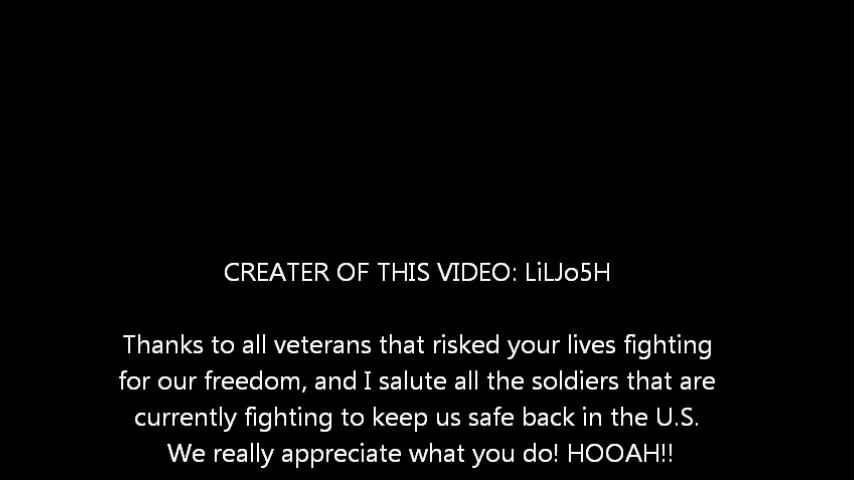 CREATER OF THIS VIDEO: LiLJo5H
Thanks to all veterans that risked your lives fighting
for our freedom, and I salute all the soldiers that are
currently fighting to keep us safe back in the U.S.
We really appreciate what you do! HOOAH!!